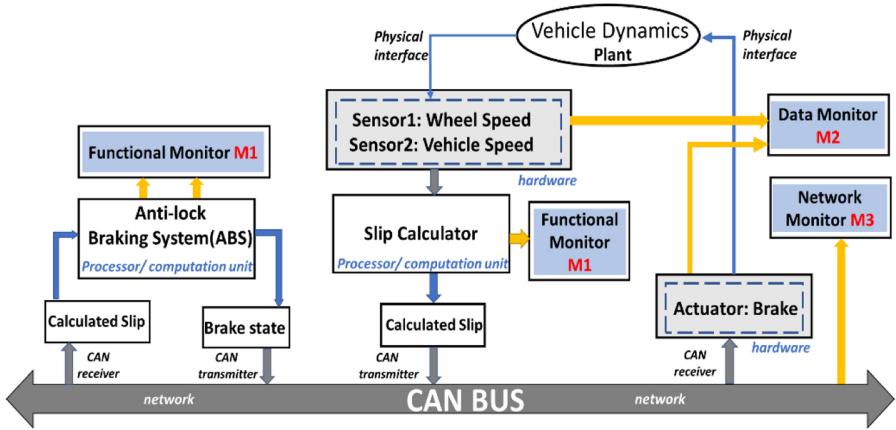 Vehicle Dynamics
Plant
Physical
interface
Physical
interface
Sensor1: Wheel Speed
Sensor2: Vehicle Speed
hardware
Data Monitor
M2
Functional Monitor M1
Network
Monitor M3
Anti-lock
Braking System(ABS)
Processor/ computation unit
Slip Calculator
Processor/ computation unit
Functional
Monitor
M1
Calculated Slip
Brake state
Calculated Slip
Actuator: Brake
hardware
CAN
receiver
CAN
transmitter
CAN
transmitter
CAN
receiver
network
CAN BUS
network